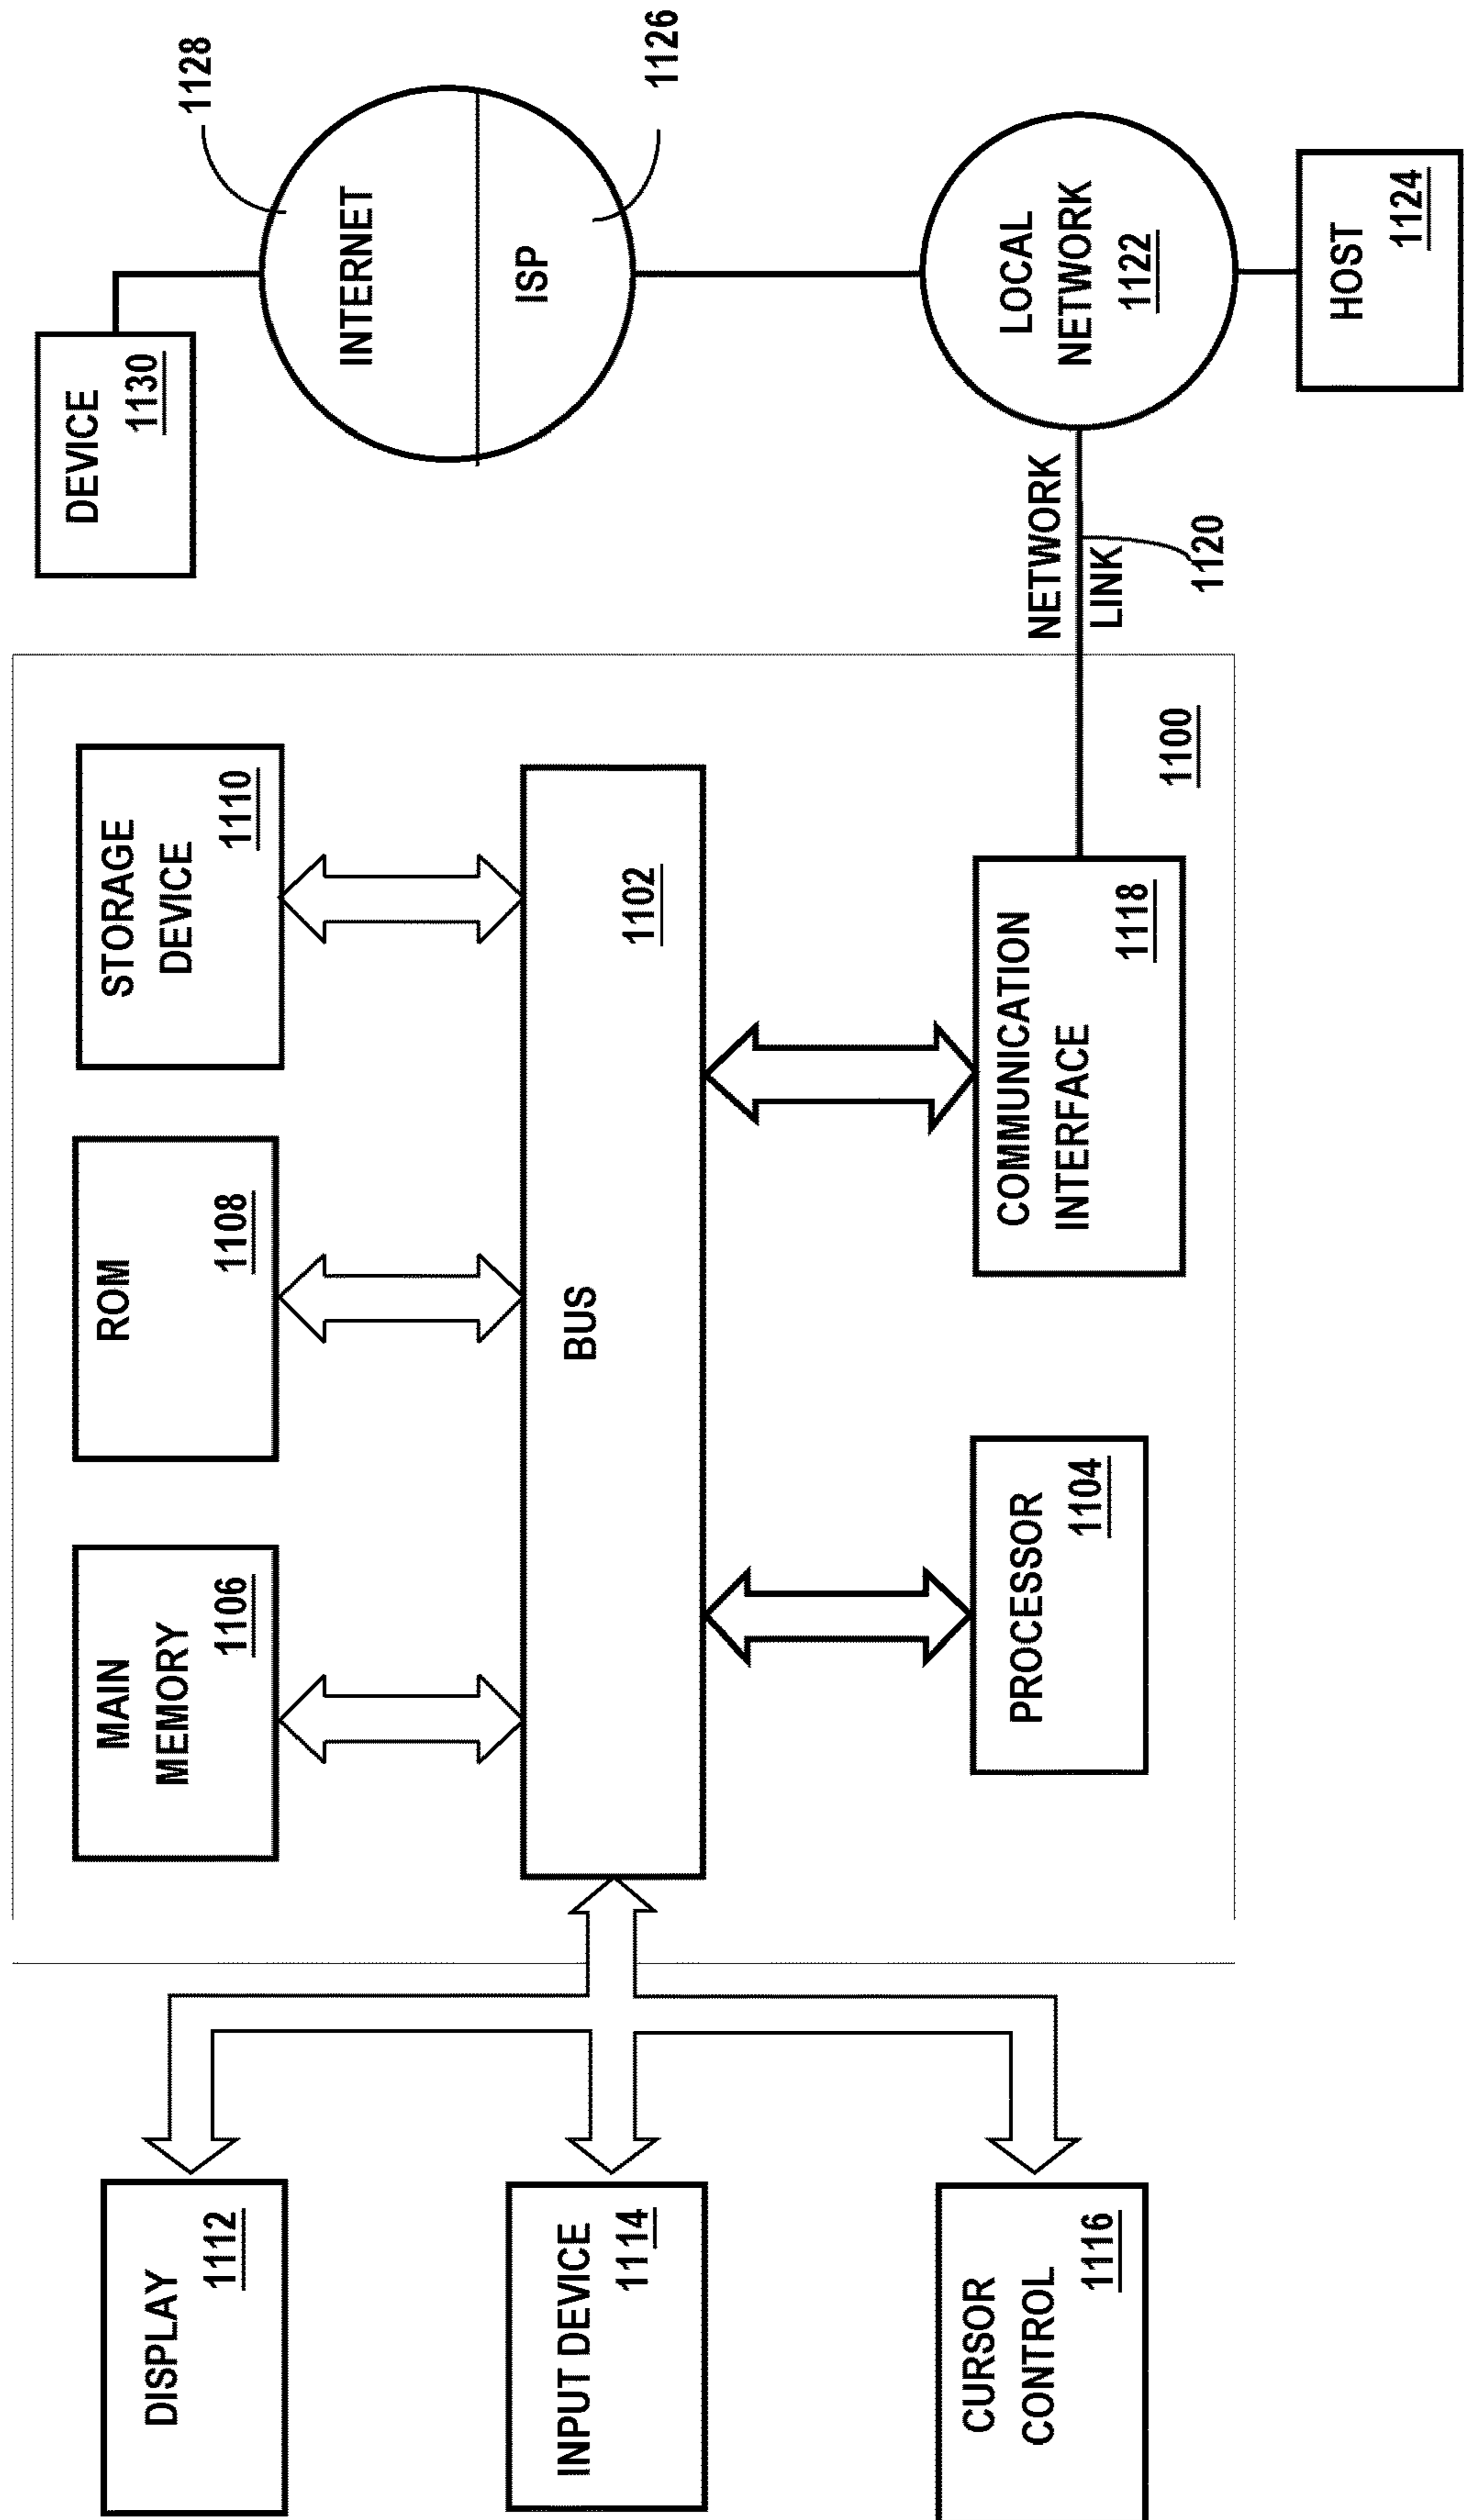 DISPLAY
1112
INPUT DEVICE
1114
CURSOR
CONTROL
1116
MAIN
MEMORY
1106
ROM
1108
STORAGE
DEVICE
1110
BUS
1102
PROCESSOR
1104
COMMUNICATION
INTERFACE
1118
1100
DEVICE
1130
INTERNET
1128
ISP
1126
NETWORK
LINK
1120
LOCAL
NETWORK
1122
HOST
1124